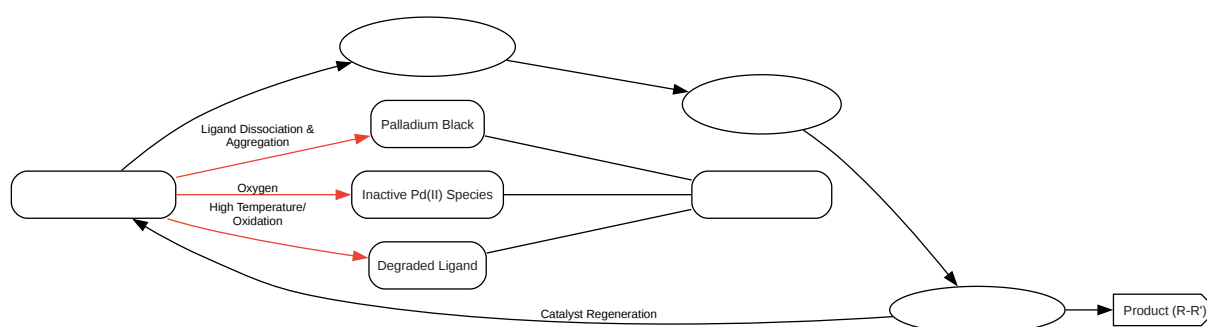 Ligand Dissociation &
Aggregation
Palladium Black
Oxygen
Inactive Pd(II) Species
High Temperature/
Oxidation
Degraded Ligand
Catalyst Regeneration
Product (R-R')